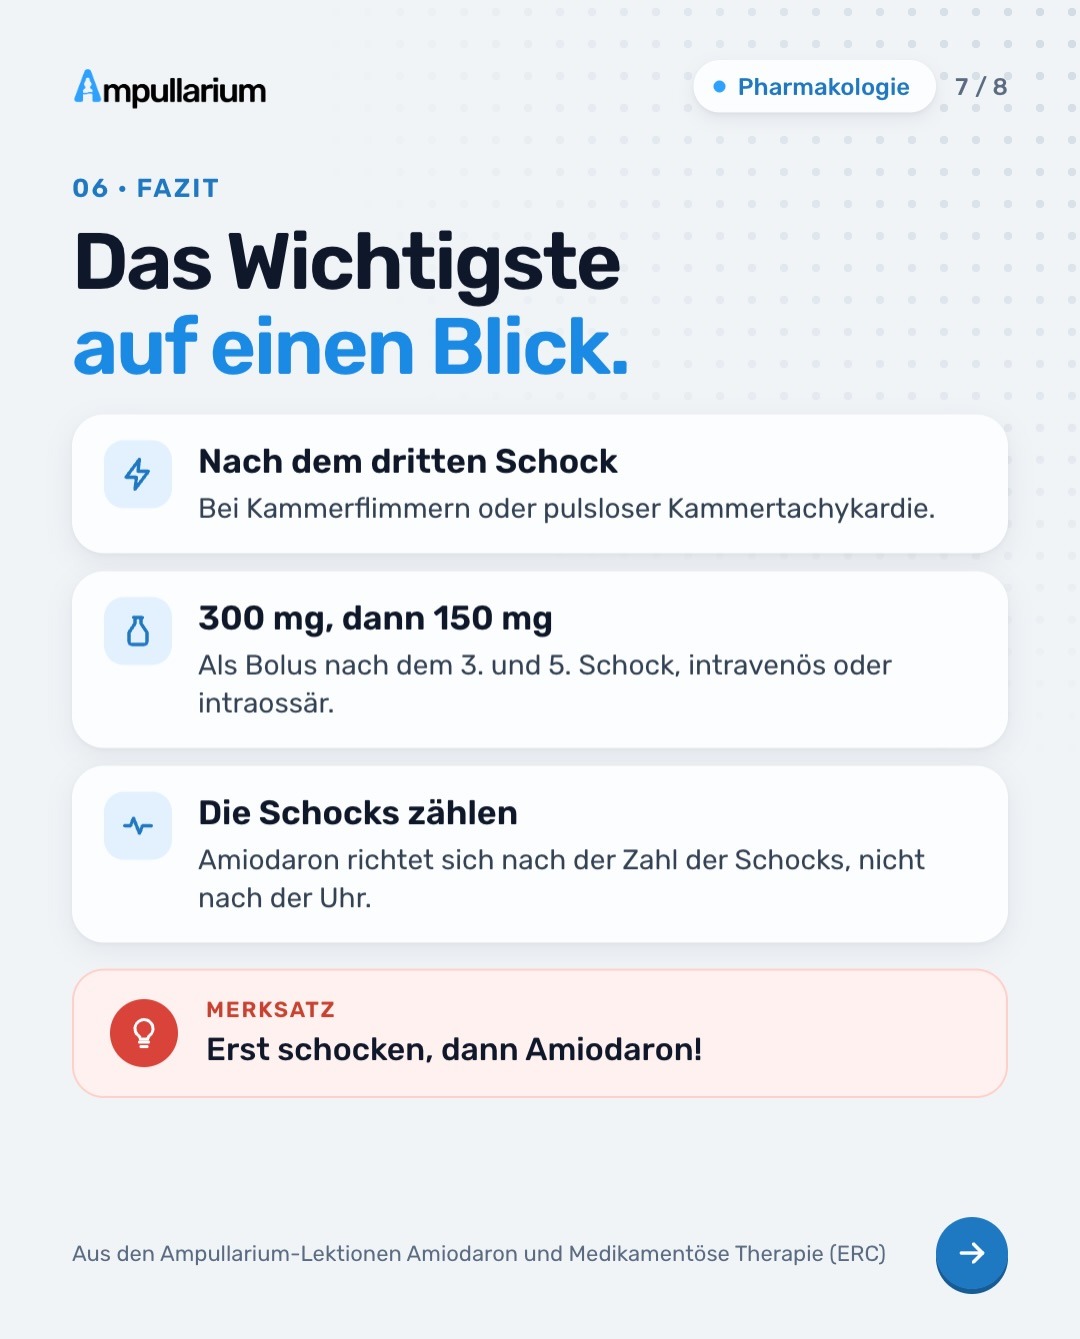 Ampullarium
Pharmakologie
7 / 8
06 · FAZIT
Das Wichtigste
auf einen Blick.
Nach dem dritten Schock
Bei Kammerflimmern oder pulsloser Kammertachykardie.
300 mg, dann 150 mg
Als Bolus nach dem 3. und 5. Schock, intravenös oder
intraossär.
Die Schocks zählen
Amiodaron richtet sich nach der Zahl der Schocks, nicht
nach der Uhr.
MERKSATZ
Erst schocken, dann Amiodaron!
Aus den Ampullarium-Lektionen Amiodaron und Medikamentöse Therapie (ERC)